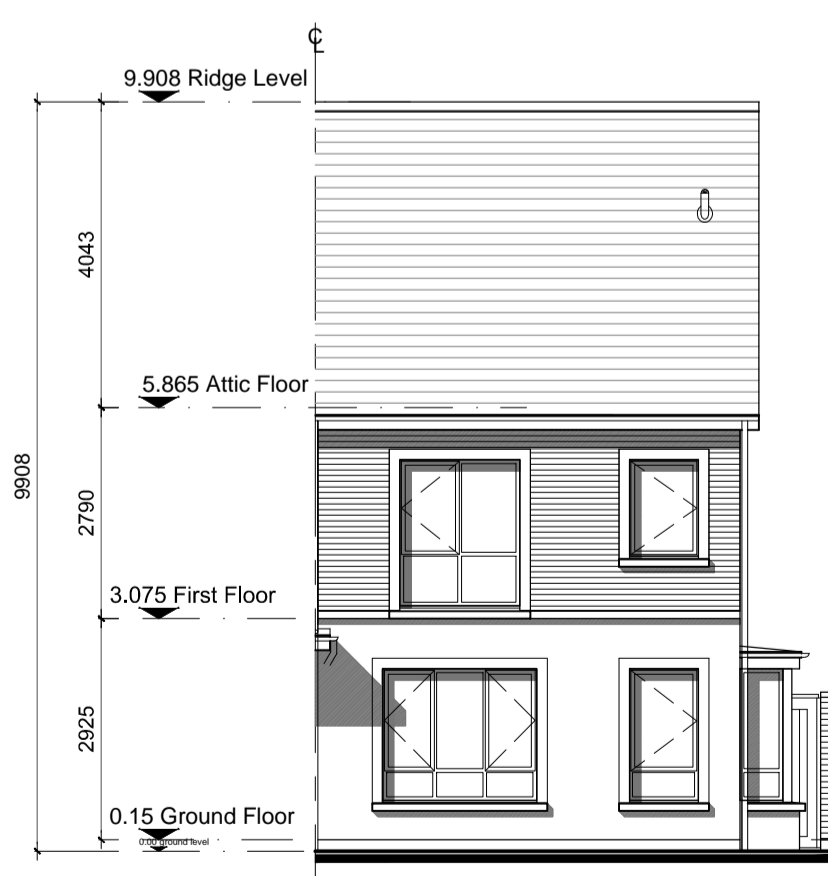 ℄
9.908 Ridge Level
4043
5.865 Attic Floor
9908
2790
3.075 First Floor
2925
0.15 Ground Floor
0.00 ground level